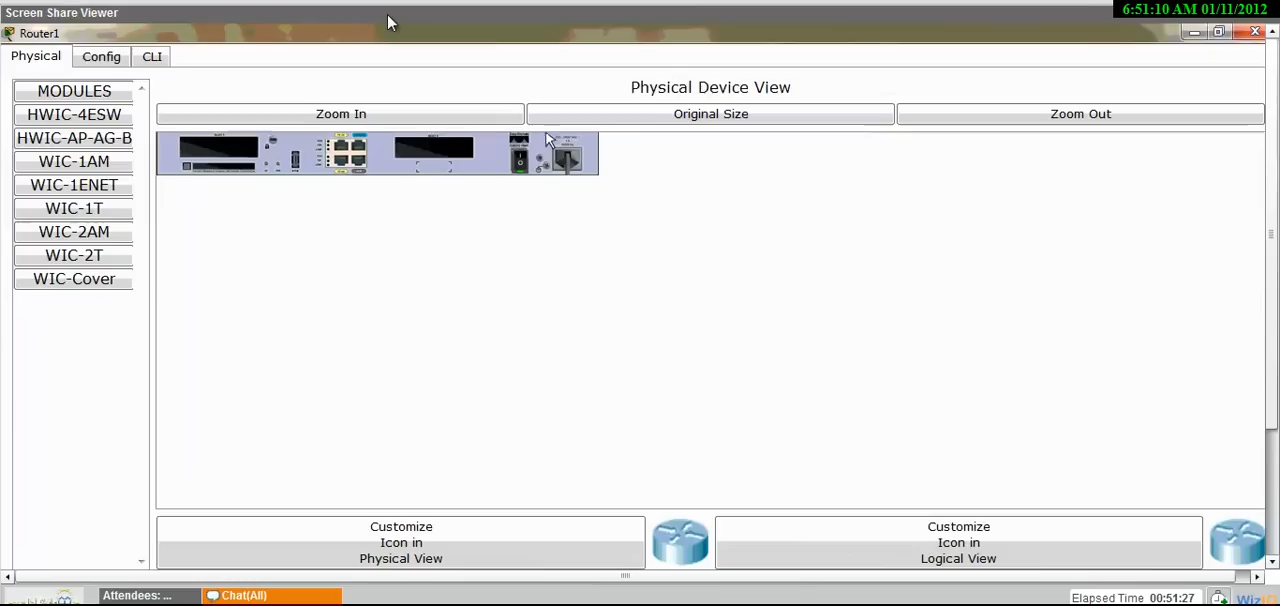 Screen Share Viewer
6:51:10 AM 01/11/2012
Router1
Physical
Config
CLI
MODULES
HWIC-4ESW
HWIC-AP-AG-B
WIC-1AM
WIC-1ENET
WIC-1T
WIC-2AM
WIC-2T
WIC-Cover
Physical Device View
Zoom In
Original Size
Zoom Out
Customize
Icon in
Physical View
Customize
Icon in
Logical View
Attendees: ...
Chat(All)
Elapsed Time 00:51:27
WizIQ